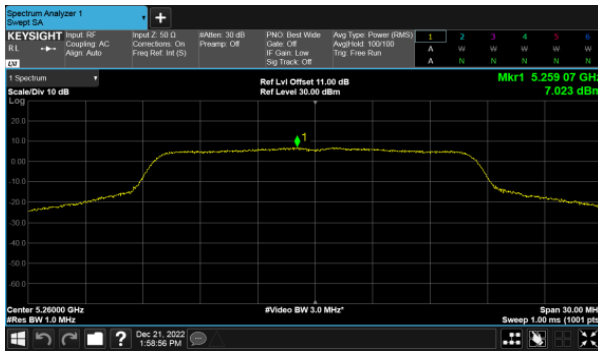 Spectrum Analyzer 1
Swept SA
+
KEYSIGHT
RL
Input: RF
Coupling: AC
Align: Auto
Input Z: 50 Ω
Corrections: On
Freq Ref: Int (S)
#Atten: 30 dB
Preamp: Off
PNO: Best Wide
Gate: Off
IF Gain: Low
Sig Track: Off
Avg Type: Power (RMS)
Avg|Hold: 100/100
Trig: Free Run
1 2 3 4 5 6
A W W W W W
A N N N N N
1 Spectrum
Scale/Div 10 dB
Log
Ref Lvl Offset 11.00 dB
Ref Level 30.00 dBm
Mkr1 5.259 07 GHz
7.023 dBm
1
20.0
10.0
0.00
-10.0
-20.0
-30.0
-40.0
-50.0
-60.0
Center 5.26000 GHz
#Res BW 1.0 MHz
#Video BW 3.0 MHz*
Span 30.00 MH
Sweep 1.00 ms (1001 pts
?
Dec 21, 2022
1:58:56 PM